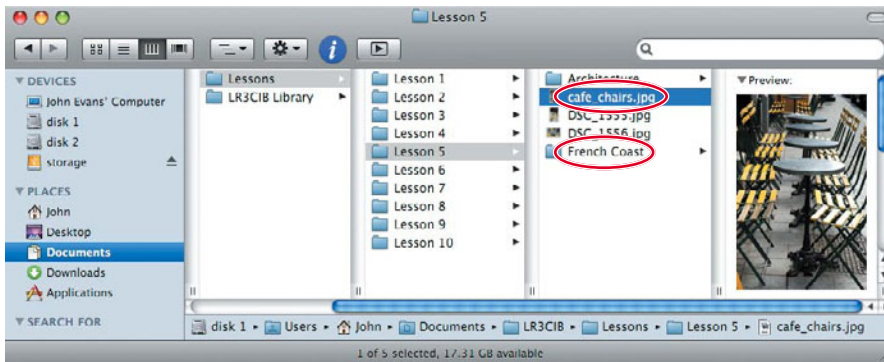 Lesson 5
DEVICES
John Evans' Computer
disk 1
disk 2
storage
PLACES
John
Desktop
Documents
Downloads
Applications
SEARCH FOR
Lessons
LR3CIB Library
Lesson 1
Lesson 2
Lesson 3
Lesson 4
Lesson 5
Lesson 6
Lesson 7
Lesson 8
Lesson 9
Lesson 10
Architecture
cafe_chairs.jpg
DSC_1553.jpg
DSC_1556.jpg
French Coast
Preview:
disk 1 ▸ Users ▸ John ▸ Documents ▸ LR3CIB ▸ Lessons ▸ Lesson 5 ▸ cafe_chairs.jpg
1 of 5 selected, 17.31 GB available